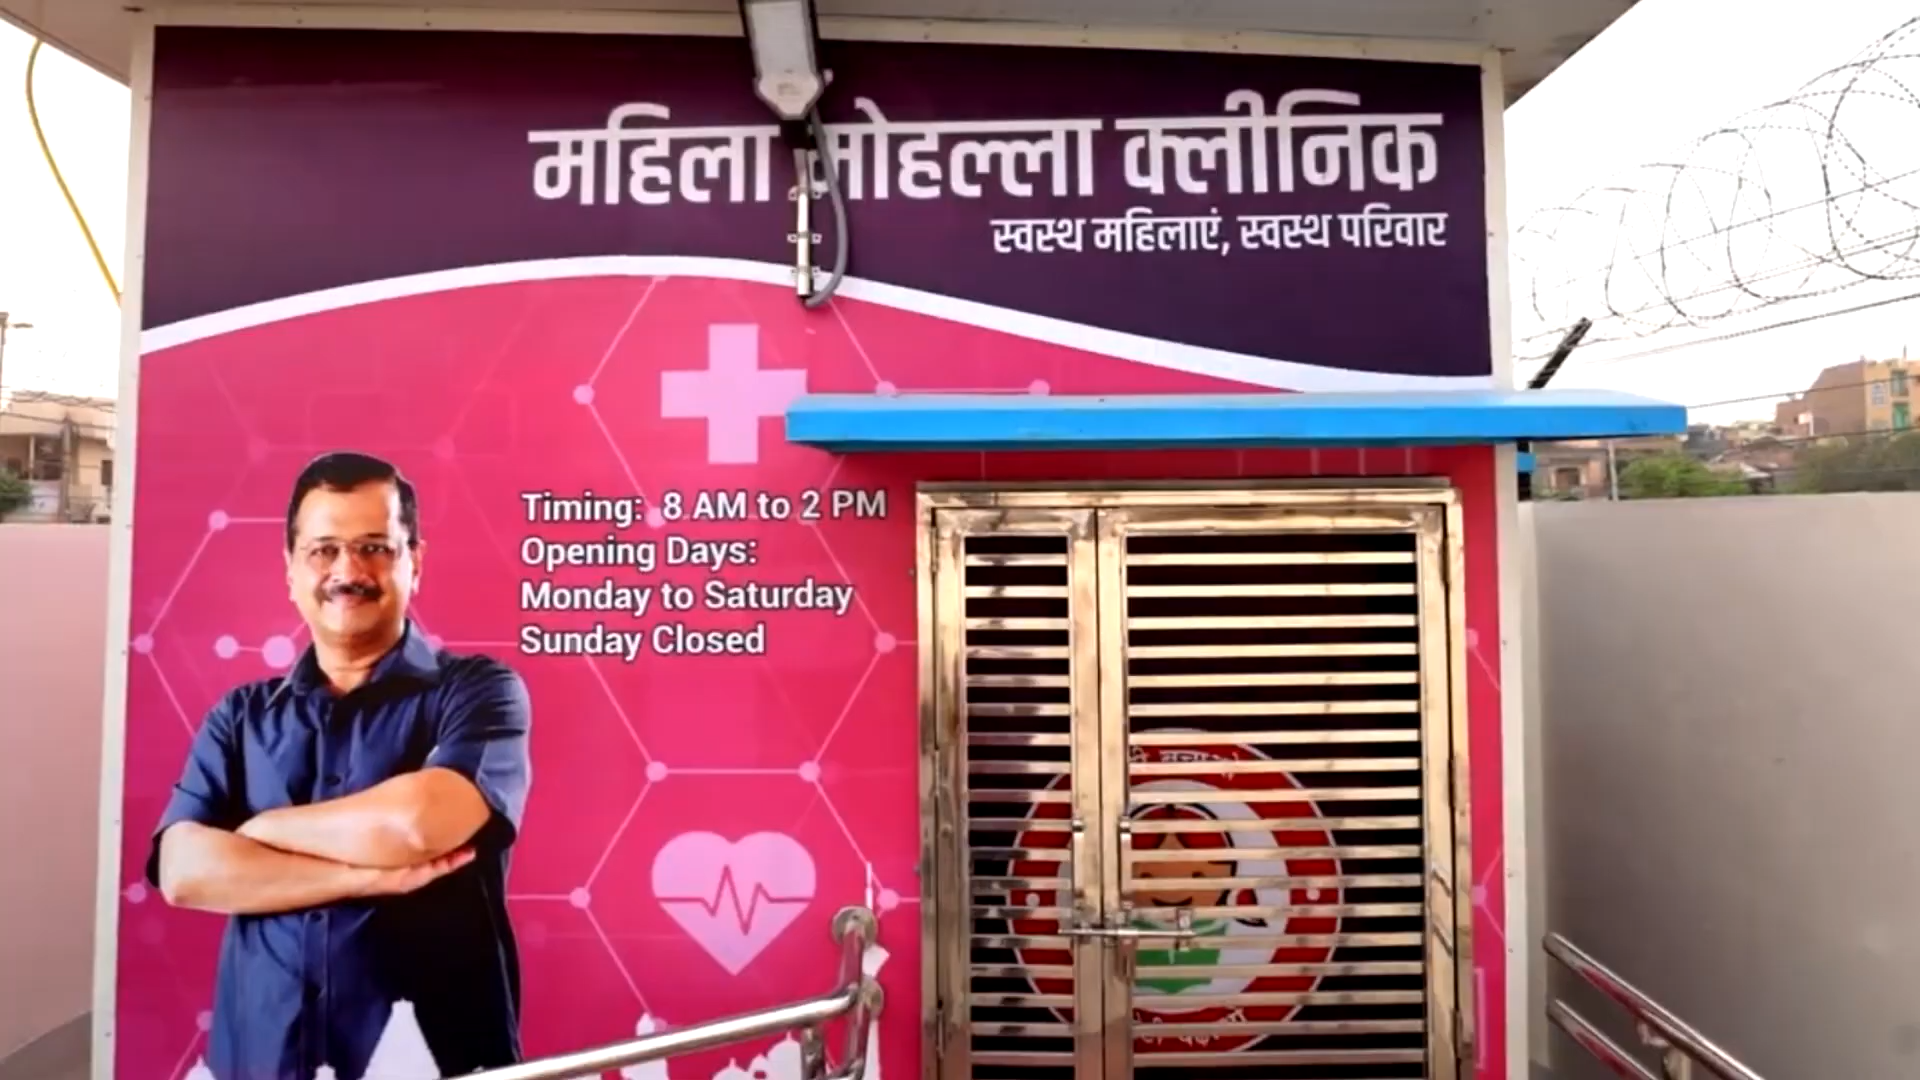 महिला मोहल्ला क्लीनिक
स्वस्थ महिलाएं, स्वस्थ परिवार
Timing: 8 AM to 2 PM
Opening Days:
Monday to Saturday
Sunday Closed